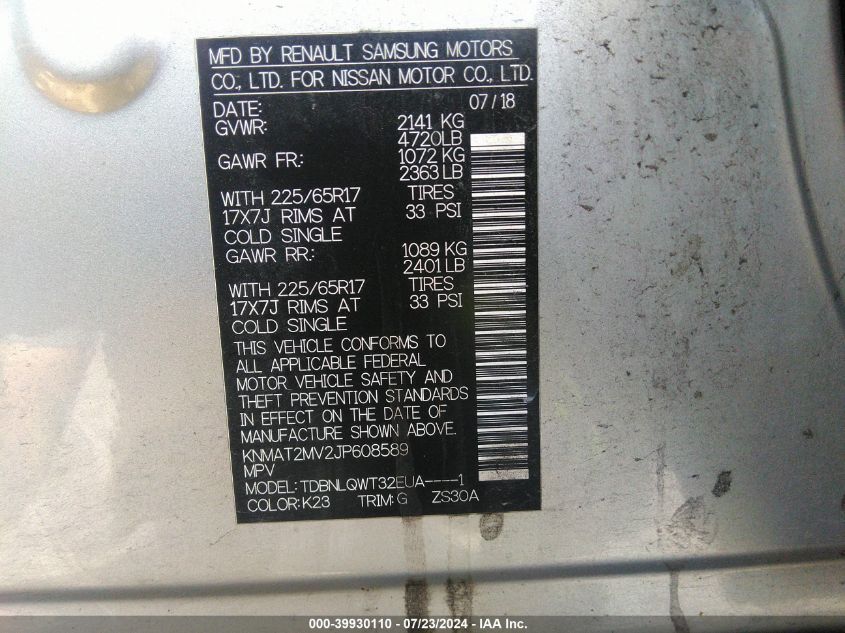 MFD BY RENAULT SAMSUNG MOTORS
CO., LTD. FOR NISSAN MOTOR CO., LTD.
DATE: 07/18
GVWR: 2141 KG
4720LB
GAWR FR.: 1072 KG
2363 LB
WITH 225/65R17 TIRES
17X7J RIMS AT 33 PSI
COLD SINGLE
GAWR RR.: 1089 KG
2401 LB
WITH 225/65R17 TIRES
17X7J RIMS AT 33 PSI
COLD SINGLE
THIS VEHICLE CONFORMS TO
ALL APPLICABLE FEDERAL
MOTOR VEHICLE SAFETY AND
THEFT PREVENTION STANDARDS
IN EFFECT ON THE DATE OF
MANUFACTURE SHOWN ABOVE.
KNMAT2MV2JP608589
MPV
MODEL: TDBNLQWT32EUA----1
COLOR: K23 TRIM: G ZS30A
000-39930110 - 07/23/2024 - IAA Inc.